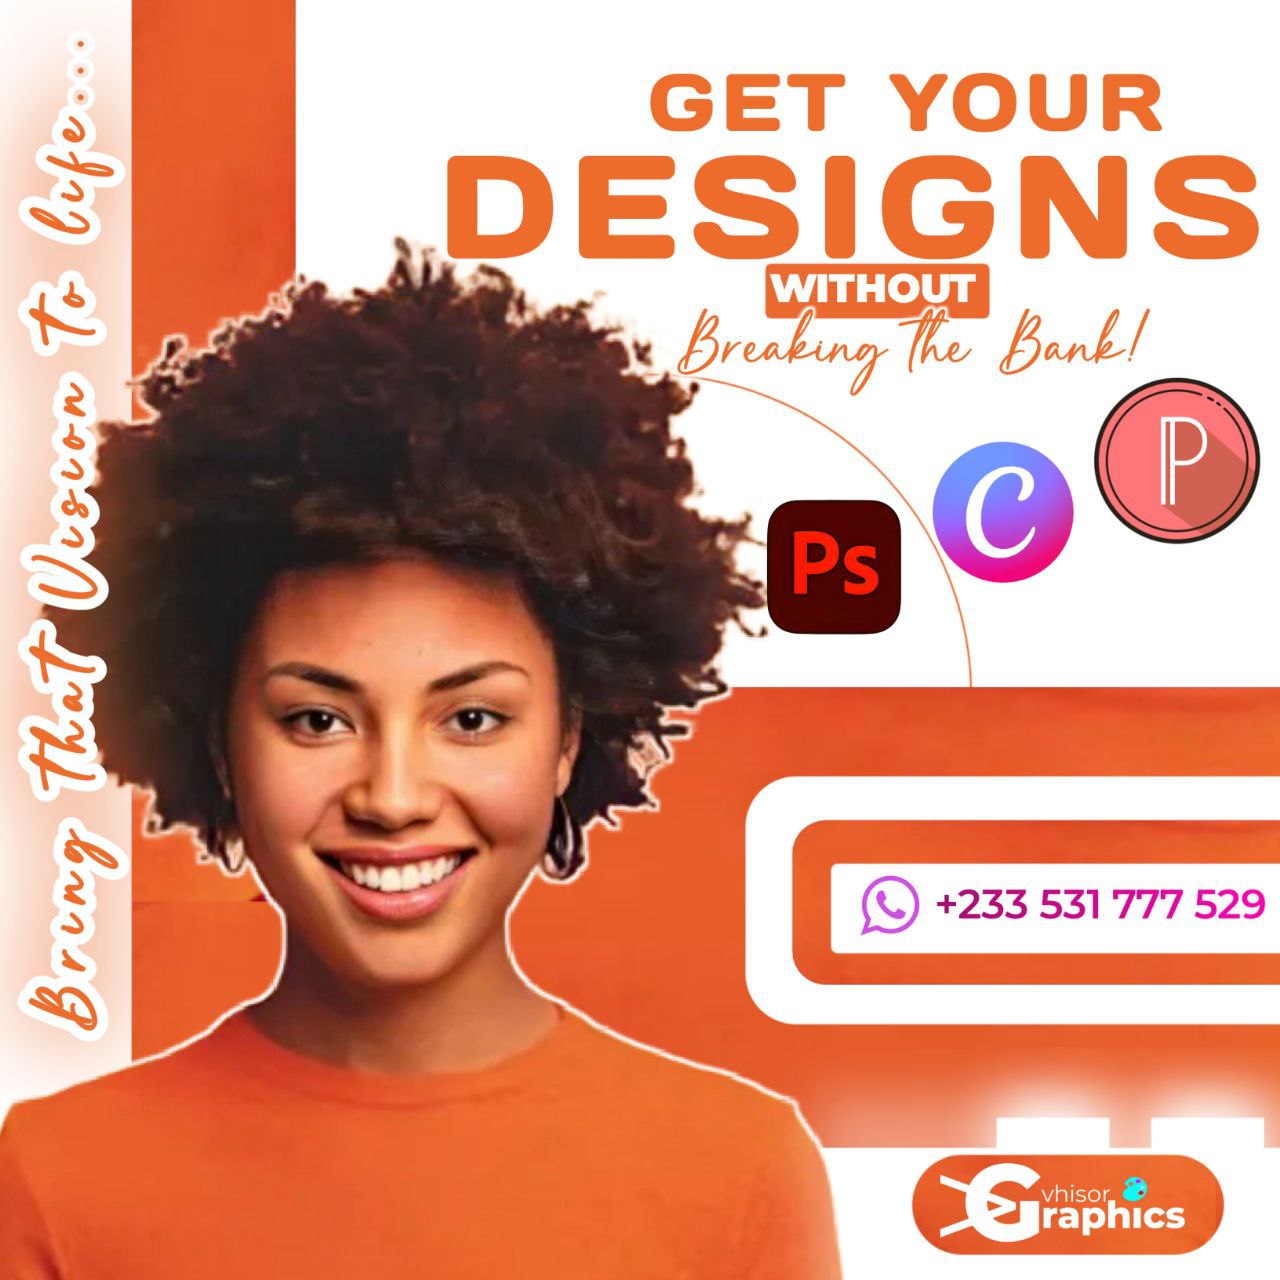 Bring that Vision to life...
GET YOUR
DESIGNS
WITHOUT
Breaking the Bank!
Ps
C
P
+233 531 777 529
vhisor
Graphics